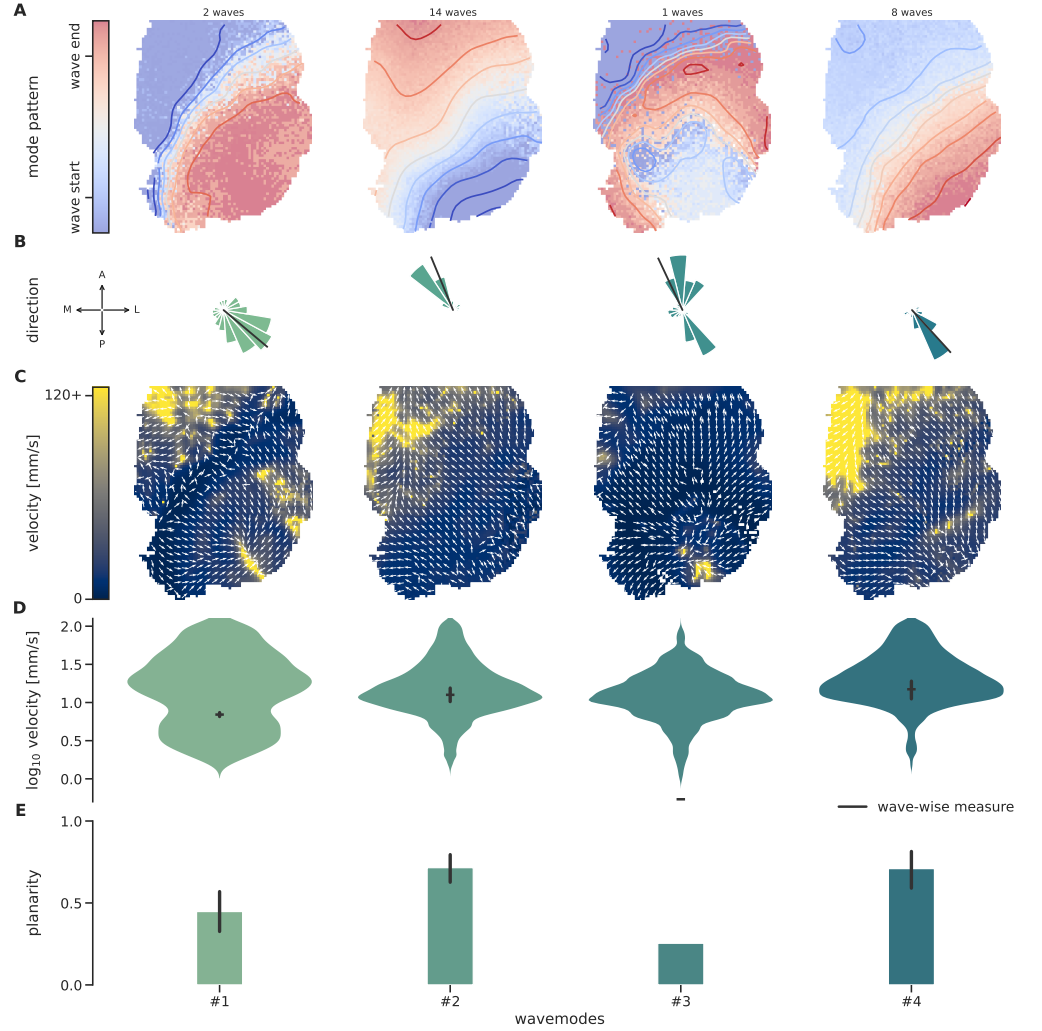 A
2 waves
14 waves
1 waves
8 waves
mode pattern
wave end
wave start
B
direction
A
M
L
P
C
velocity [mm/s]
120+
0
D
log10 velocity [mm/s]
2.0
1.5
1.0
0.5
0.0
wave-wise measure
E
planarity
1.0
0.5
0.0
#1
#2
#3
#4
wavemodes